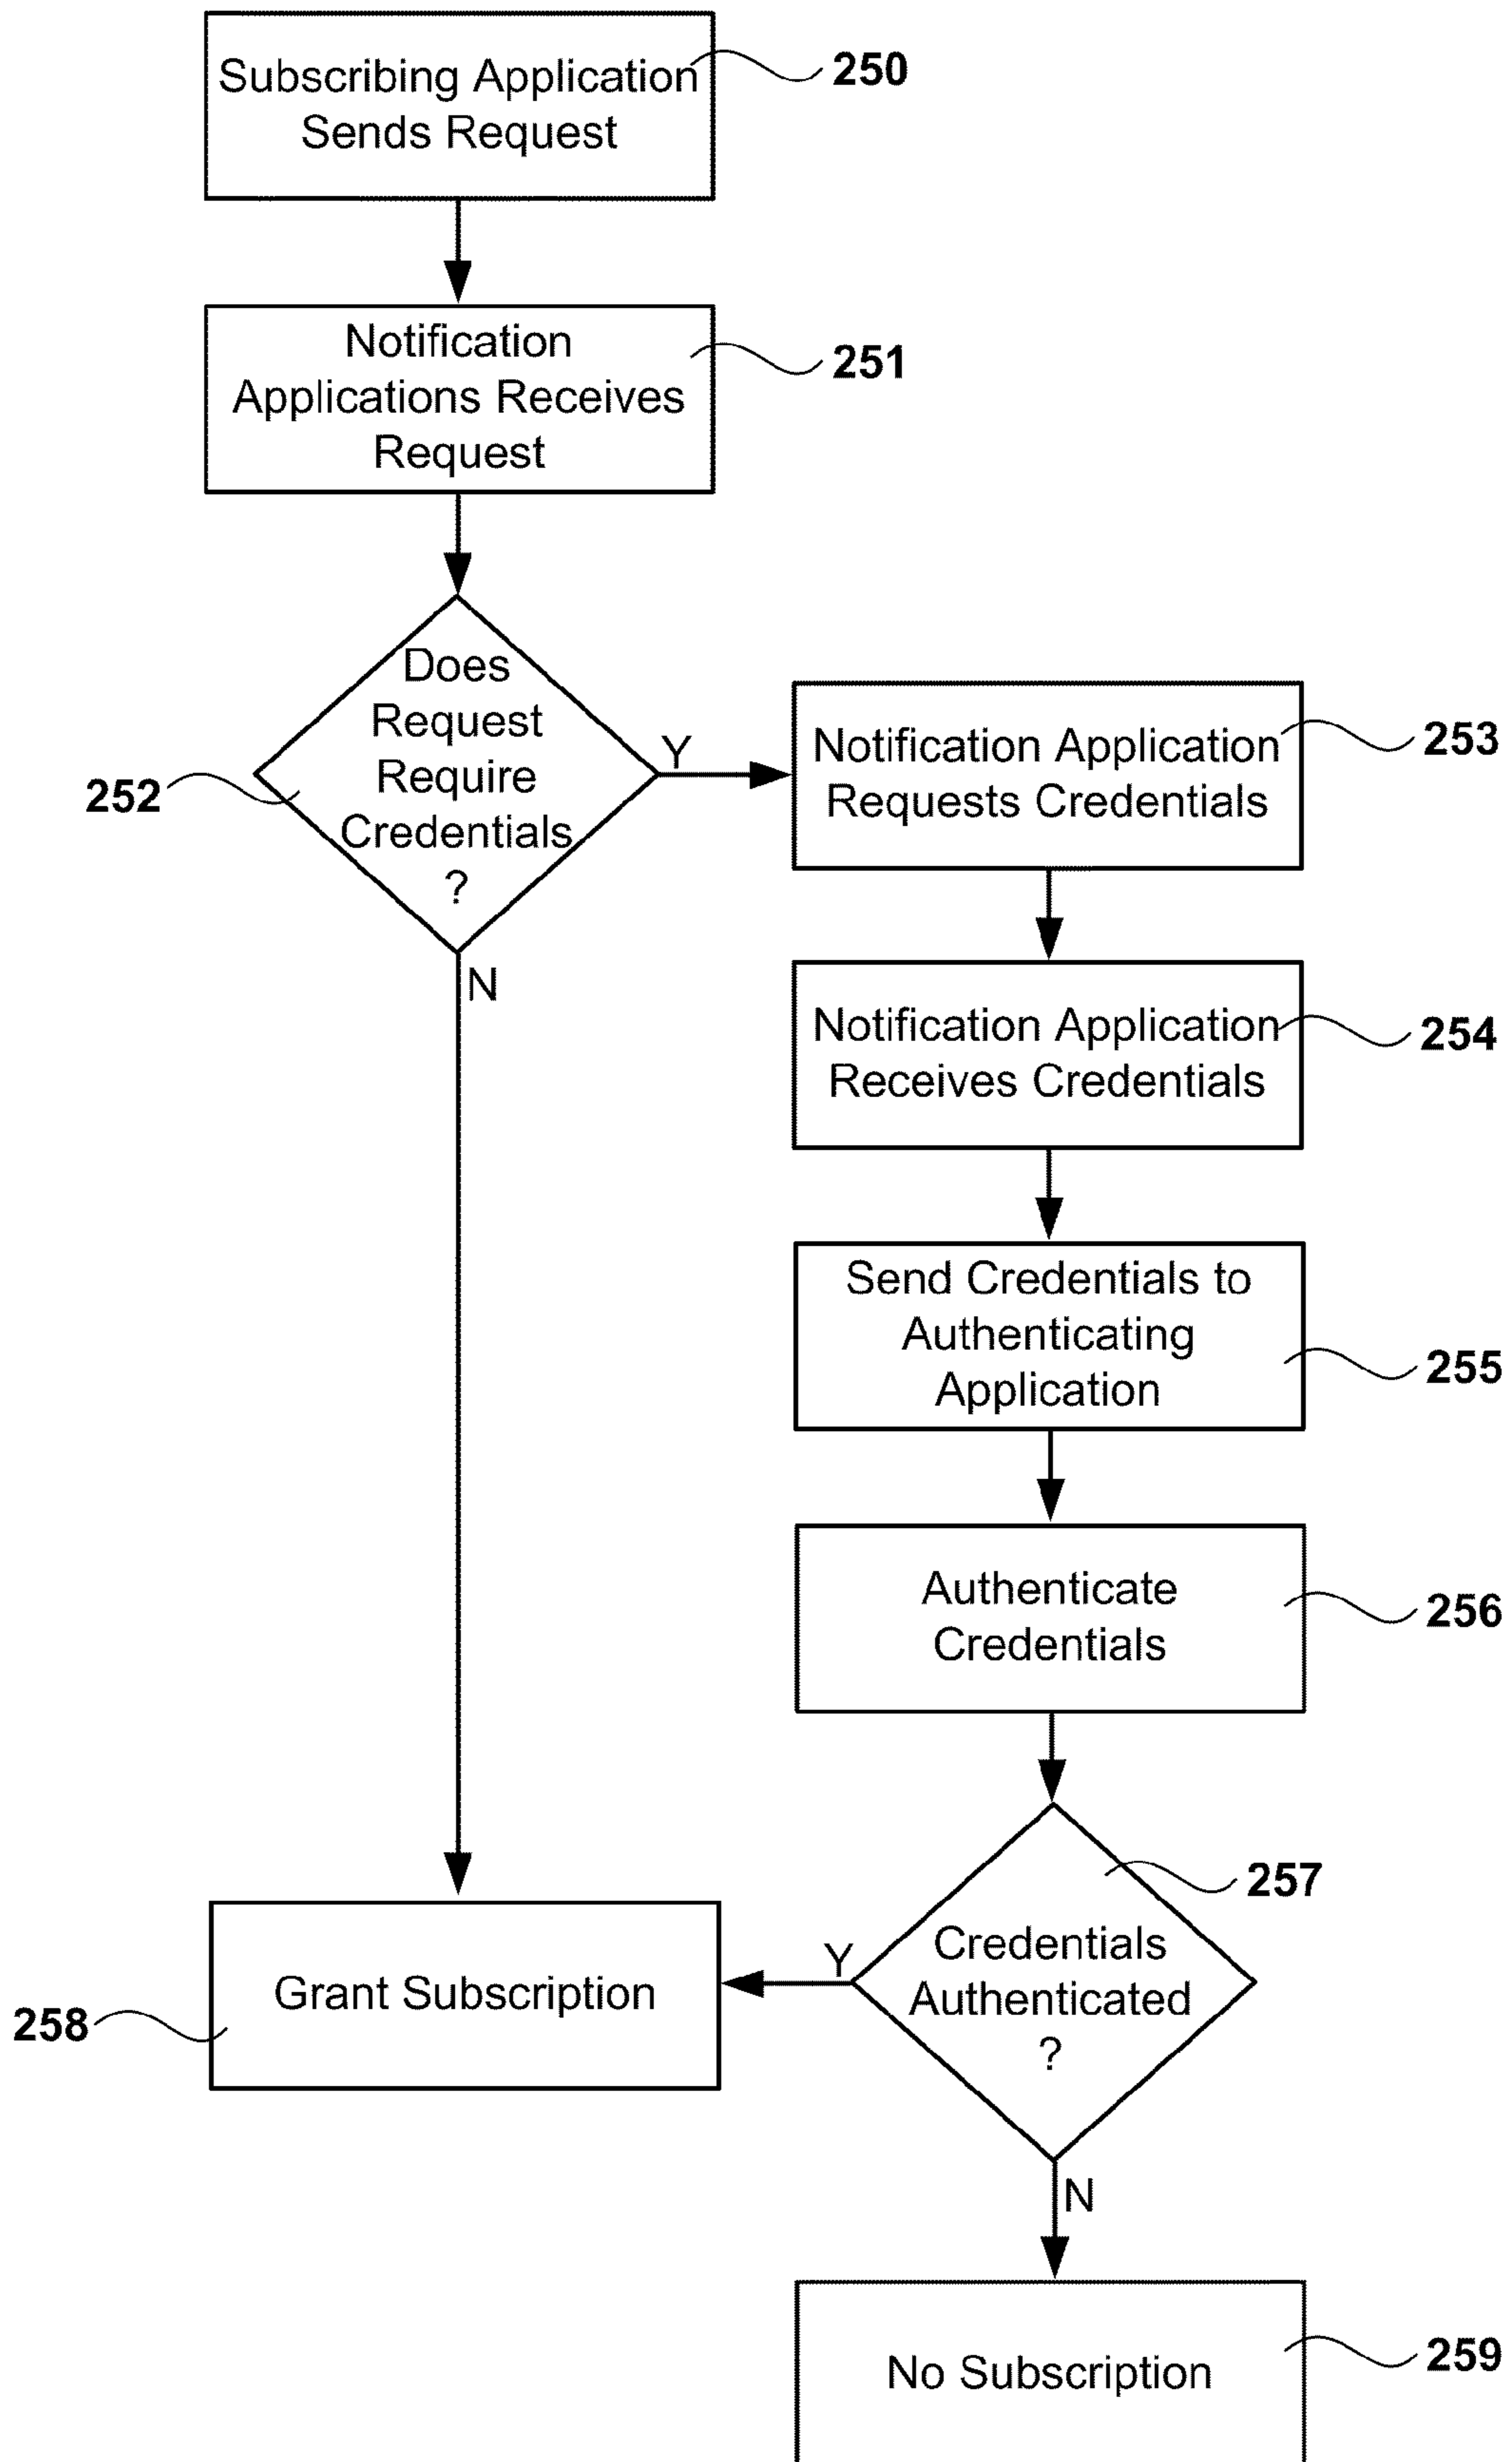 Subscribing Application
Sends Request
250
Notification
Applications Receives
Request
251
Does
Request
Require
Credentials
?
252
Y
N
Notification Application
Requests Credentials
253
Notification Application
Receives Credentials
254
Send Credentials to
Authenticating
Application
255
Authenticate
Credentials
256
257
Credentials
Authenticated
?
Y
Grant Subscription
258
N
No Subscription
259